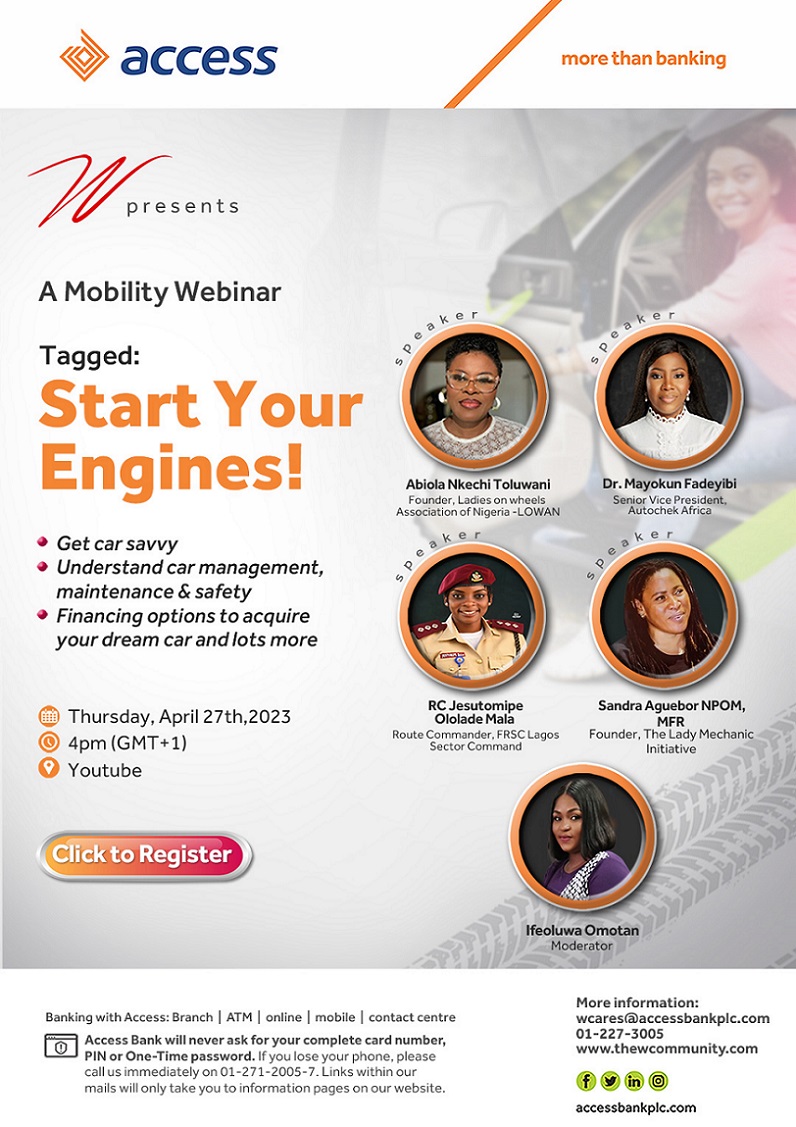 access
more than banking
W presents
A Mobility Webinar
Tagged:
Start Your
Engines!
Get car savvy
Understand car management,
maintenance & safety
Financing options to acquire
your dream car and lots more
Thursday, April 27th,2023
4pm (GMT+1)
Youtube
Click to Register
speaker
Abiola Nkechi Toluwani
Founder, Ladies on wheels
Association of Nigeria -LOWAN
speaker
Dr. Mayokun Fadeyibi
Senior Vice President,
Autochek Africa
speaker
RC Jesutomipe
Ololade Mala
Route Commander, FRSC Lagos
Sector Command
speaker
Sandra Aguebor NPOM,
MFR
Founder, The Lady Mechanic
Initiative
Ifeoluwa Omotan
Moderator
Banking with Access: Branch | ATM | online | mobile | contact centre
Access Bank will never ask for your complete card number,
PIN or One-Time password. If you lose your phone, please
call us immediately on 01-271-2005-7. Links within our
mails will only take you to information pages on our website.
More information:
wcares@accessbankplc.com
01-227-3005
www.thewcommunity.com
accessbankplc.com